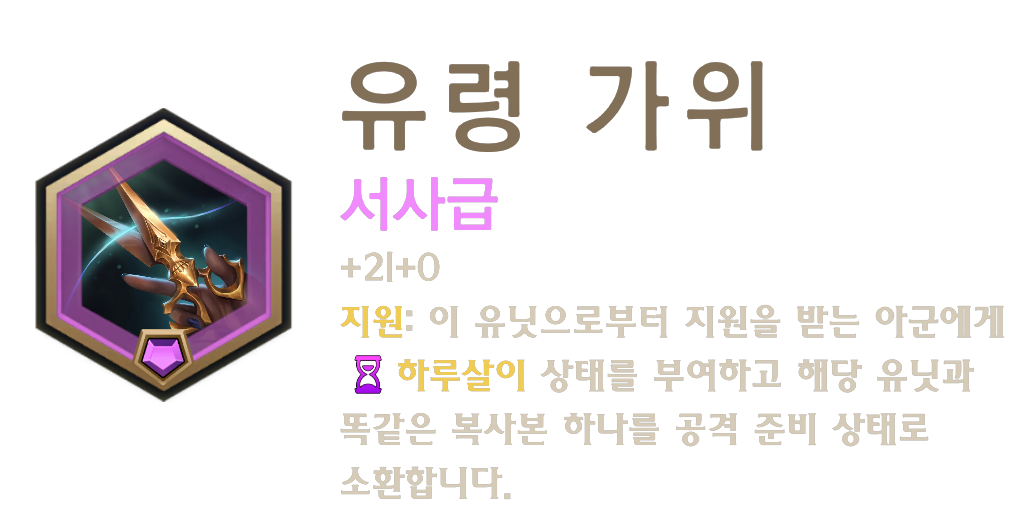 유령 가위
서사급
+2|+0
지원: 이 유닛으로부터 지원을 받는 아군에게
하루살이 상태를 부여하고 해당 유닛과
똑같은 복사본 하나를 공격 준비 상태로
소환합니다.